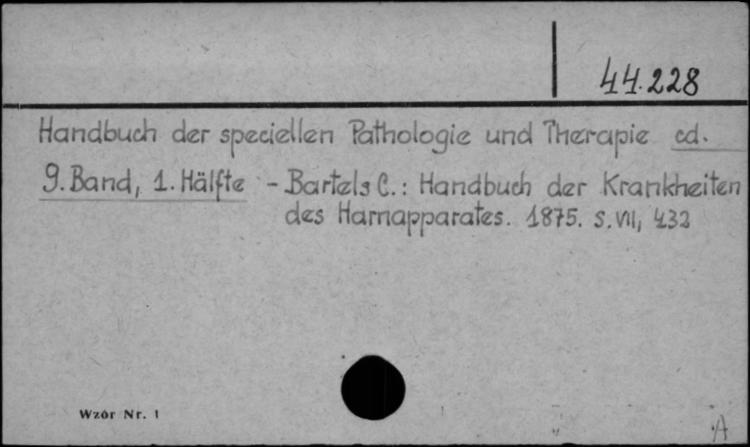 44.228
Handbuch der speciellen Pathologie und Therapie cd.
9. Band, 1. Hälfte - Bartels C.: Handbuch der Krankheiten
des Harnapparates. 1875. S. VII, 432
Wzór Nr. 1
A